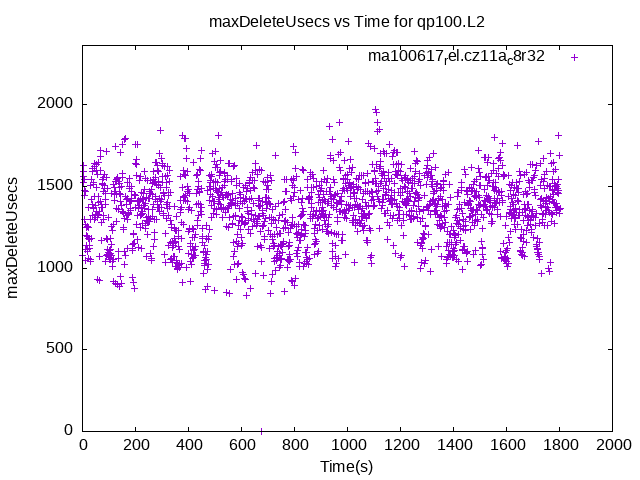 maxDeleteUsecs vs Time for qp100.L2
ma100617rel.cz11ac8r32
2000
1500
1000
500
0
maxDeleteUsecs
0 200 400 600 800 1000 1200 1400 1600 1800 2000
Time(s)